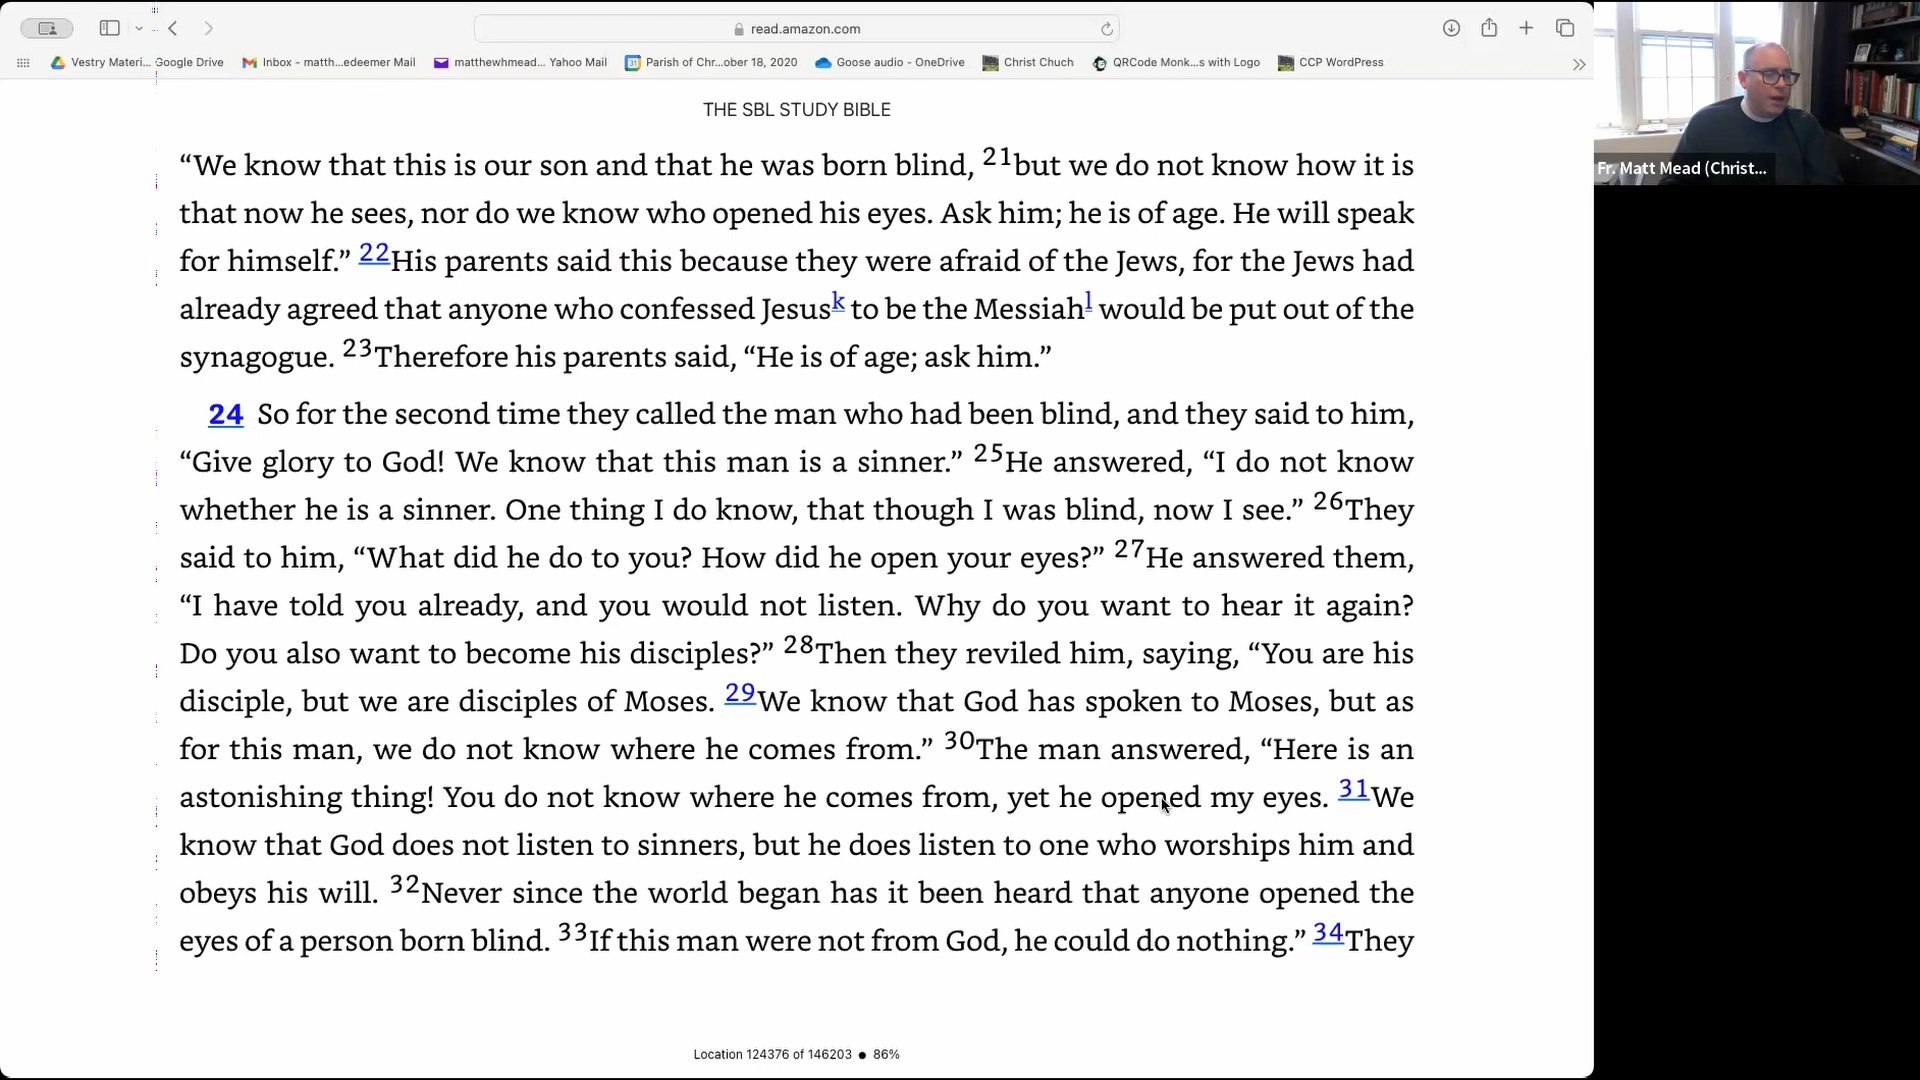 read.amazon.com
Vestry Materi... Google Drive
Inbox - matth...edeemer Mail
matthewhmead... Yahoo Mail
Parish of Chr...ober 18, 2020
Goose audio - OneDrive
Christ Chuch
QRCode Monk...s with Logo
CCP WordPress
Fr. Matt Mead (Christ...
THE SBL STUDY BIBLE
“We know that this is our son and that he was born blind, 21but we do not know how it is
that now he sees, nor do we know who opened his eyes. Ask him; he is of age. He will speak
for himself.” 22His parents said this because they were afraid of the Jews, for the Jews had
already agreed that anyone who confessed Jesusk to be the Messiahl would be put out of the
synagogue. 23Therefore his parents said, “He is of age; ask him.”
24 So for the second time they called the man who had been blind, and they said to him,
“Give glory to God! We know that this man is a sinner.” 25He answered, “I do not know
whether he is a sinner. One thing I do know, that though I was blind, now I see.” 26They
said to him, “What did he do to you? How did he open your eyes?” 27He answered them,
“I have told you already, and you would not listen. Why do you want to hear it again?
Do you also want to become his disciples?” 28Then they reviled him, saying, “You are his
disciple, but we are disciples of Moses. 29We know that God has spoken to Moses, but as
for this man, we do not know where he comes from.” 30The man answered, “Here is an
astonishing thing! You do not know where he comes from, yet he opened my eyes. 31We
know that God does not listen to sinners, but he does listen to one who worships him and
obeys his will. 32Never since the world began has it been heard that anyone opened the
eyes of a person born blind. 33If this man were not from God, he could do nothing.” 34They
Location 124376 of 146203 ● 86%